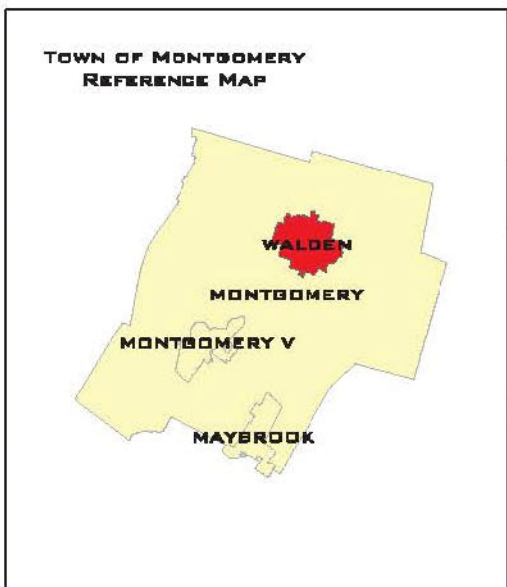 TOWN OF MONTGOMERY
REFERENCE MAP
WALDEN
MONTGOMERY
MONTGOMERY V
MAYBROOK